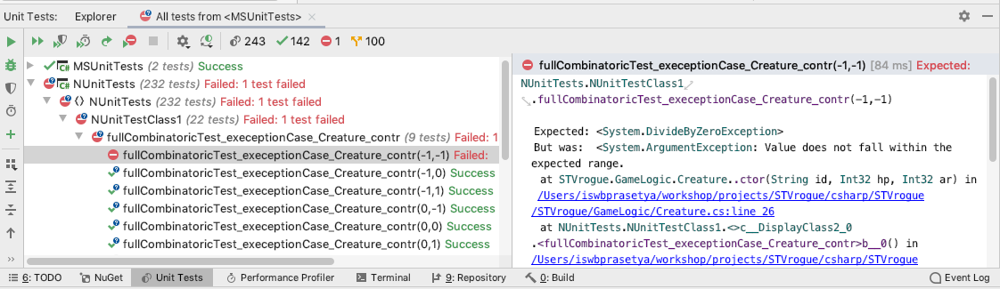 Unit Tests: Explorer All tests from <MSUnitTests>
243 142 1 100
MSUnitTests (2 tests) Success
NUnitTests (232 tests) Failed: 1 test failed
NUnitTests (232 tests) Failed: 1 test failed
NUnitTestClass1 (22 tests) Failed: 1 test failed
fullCombinatoricTest_execeptionCase_Creature_contr (9 tests) Failed: 1
fullCombinatoricTest_execeptionCase_Creature_contr(-1,-1) Failed:
fullCombinatoricTest_execeptionCase_Creature_contr(-1,0) Success
fullCombinatoricTest_execeptionCase_Creature_contr(-1,1) Success
fullCombinatoricTest_execeptionCase_Creature_contr(0,-1) Success
fullCombinatoricTest_execeptionCase_Creature_contr(0,0) Success
fullCombinatoricTest_execeptionCase_Creature_contr(0,1) Success
fullCombinatoricTest_execeptionCase_Creature_contr(-1,-1) [84 ms] Expected:
NUnitTests.NUnitTestClass1
.fullCombinatoricTest_execeptionCase_Creature_contr(-1,-1)
Expected: <System.DivideByZeroException>
But was: <System.ArgumentException: Value does not fall within the
expected range.
at STVrogue.GameLogic.Creature..ctor(String id, Int32 hp, Int32 ar) in
/Users/iswbprasetya/workshop/projects/STVrogue/csharp/STVrogue
/STVrogue/GameLogic/Creature.cs:line 26
at NUnitTests.NUnitTestClass1.<>c__DisplayClass2_0
.<fullCombinatoricTest_execeptionCase_Creature_contr>b__0() in
/Users/iswbprasetya/workshop/projects/STVrogue/csharp/STVrogue
6: TODO NuGet Unit Tests Performance Profiler Terminal 9: Repository 0: Build Event Log